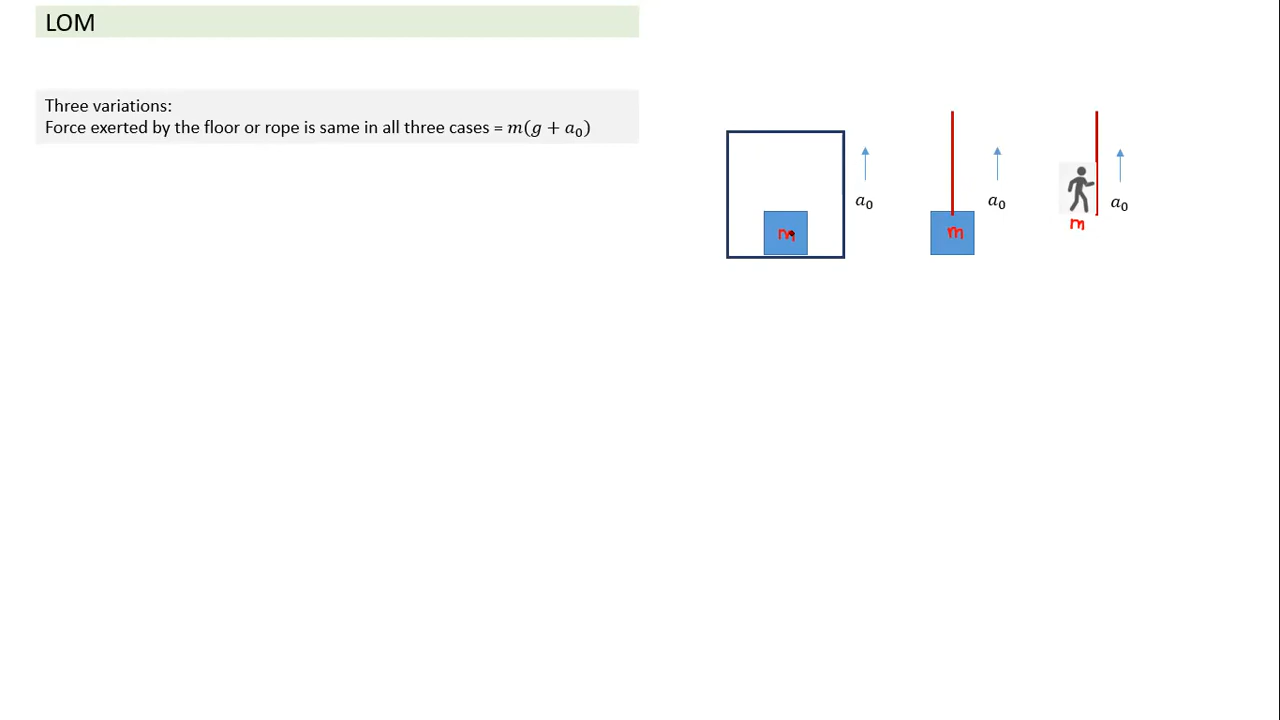 LOM
Three variations:
Force exerted by the floor or rope is same in all three cases = 𝑚(𝑔 + 𝑎₀)
m
𝑎₀
m
𝑎₀
m
𝑎₀